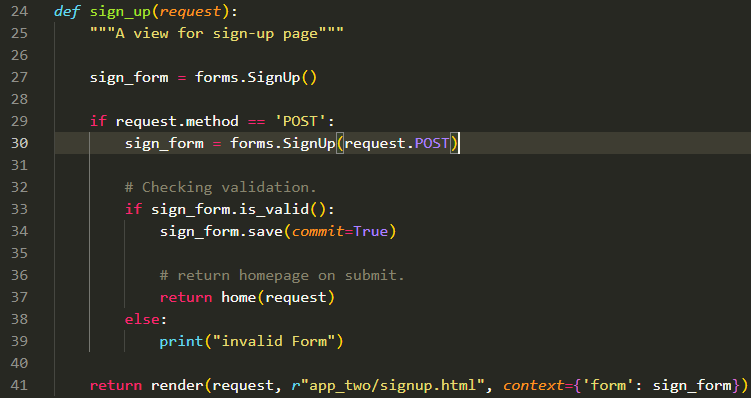 24 def sign_up(request):
25     """A view for sign-up page"""
26
27     sign_form = forms.SignUp()
28
29     if request.method == 'POST':
30         sign_form = forms.SignUp(request.POST)
31
32         # Checking validation.
33         if sign_form.is_valid():
34             sign_form.save(commit=True)
35
36             # return homepage on submit.
37             return home(request)
38         else:
39             print("invalid Form")
40
41     return render(request, r"app_two/signup.html", context={'form': sign_form})